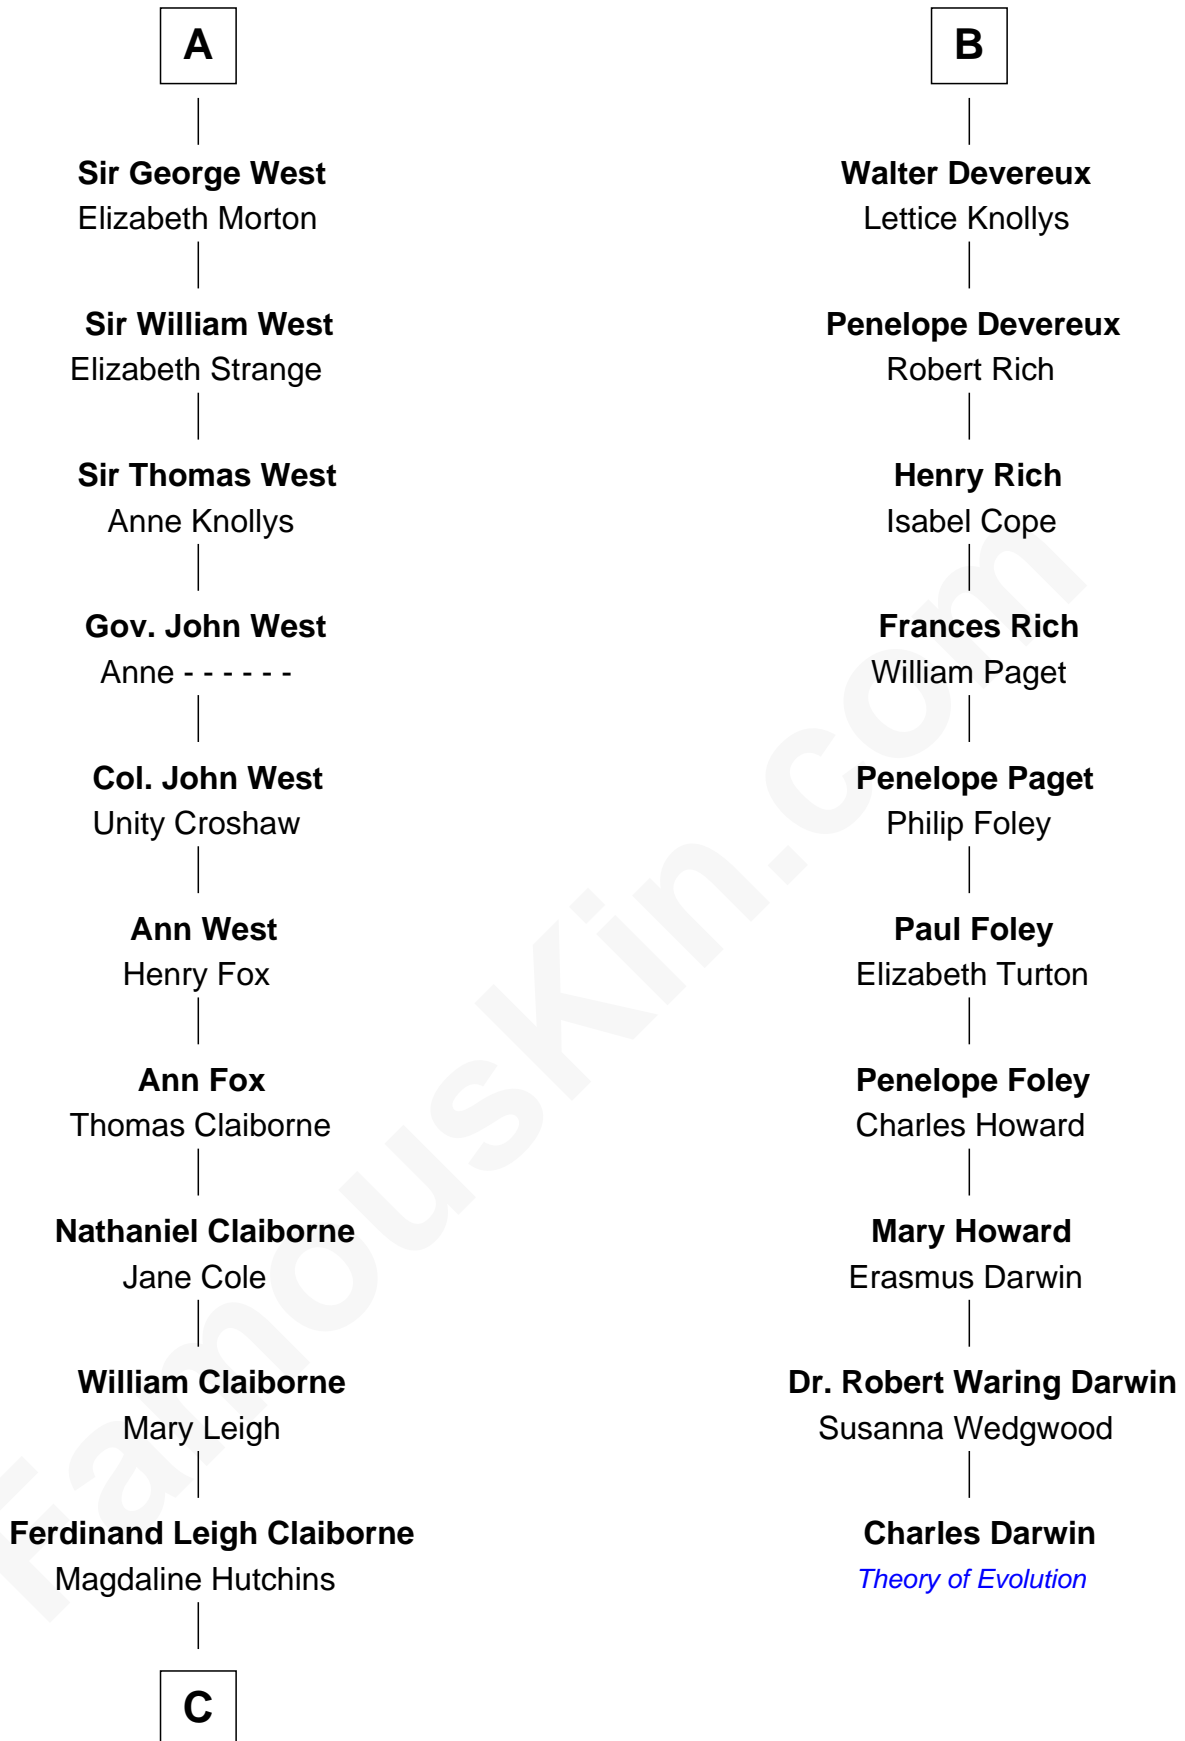 A
Sir George West
Elizabeth Morton
Sir William West
Elizabeth Strange
Sir Thomas West
Anne Knollys
Gov. John West
Anne - - - - - -
Col. John West
Unity Croshaw
Ann West
Henry Fox
Ann Fox
Thomas Claiborne
Nathaniel Claiborne
Jane Cole
William Claiborne
Mary Leigh
Ferdinand Leigh Claiborne
Magdaline Hutchins
C
B
Walter Devereux
Lettice Knollys
Penelope Devereux
Robert Rich
Henry Rich
Isabel Cope
Frances Rich
William Paget
Penelope Paget
Philip Foley
Paul Foley
Elizabeth Turton
Penelope Foley
Charles Howard
Mary Howard
Erasmus Darwin
Dr. Robert Waring Darwin
Susanna Wedgwood
Charles Darwin
Theory of Evolution
FamousKin.com